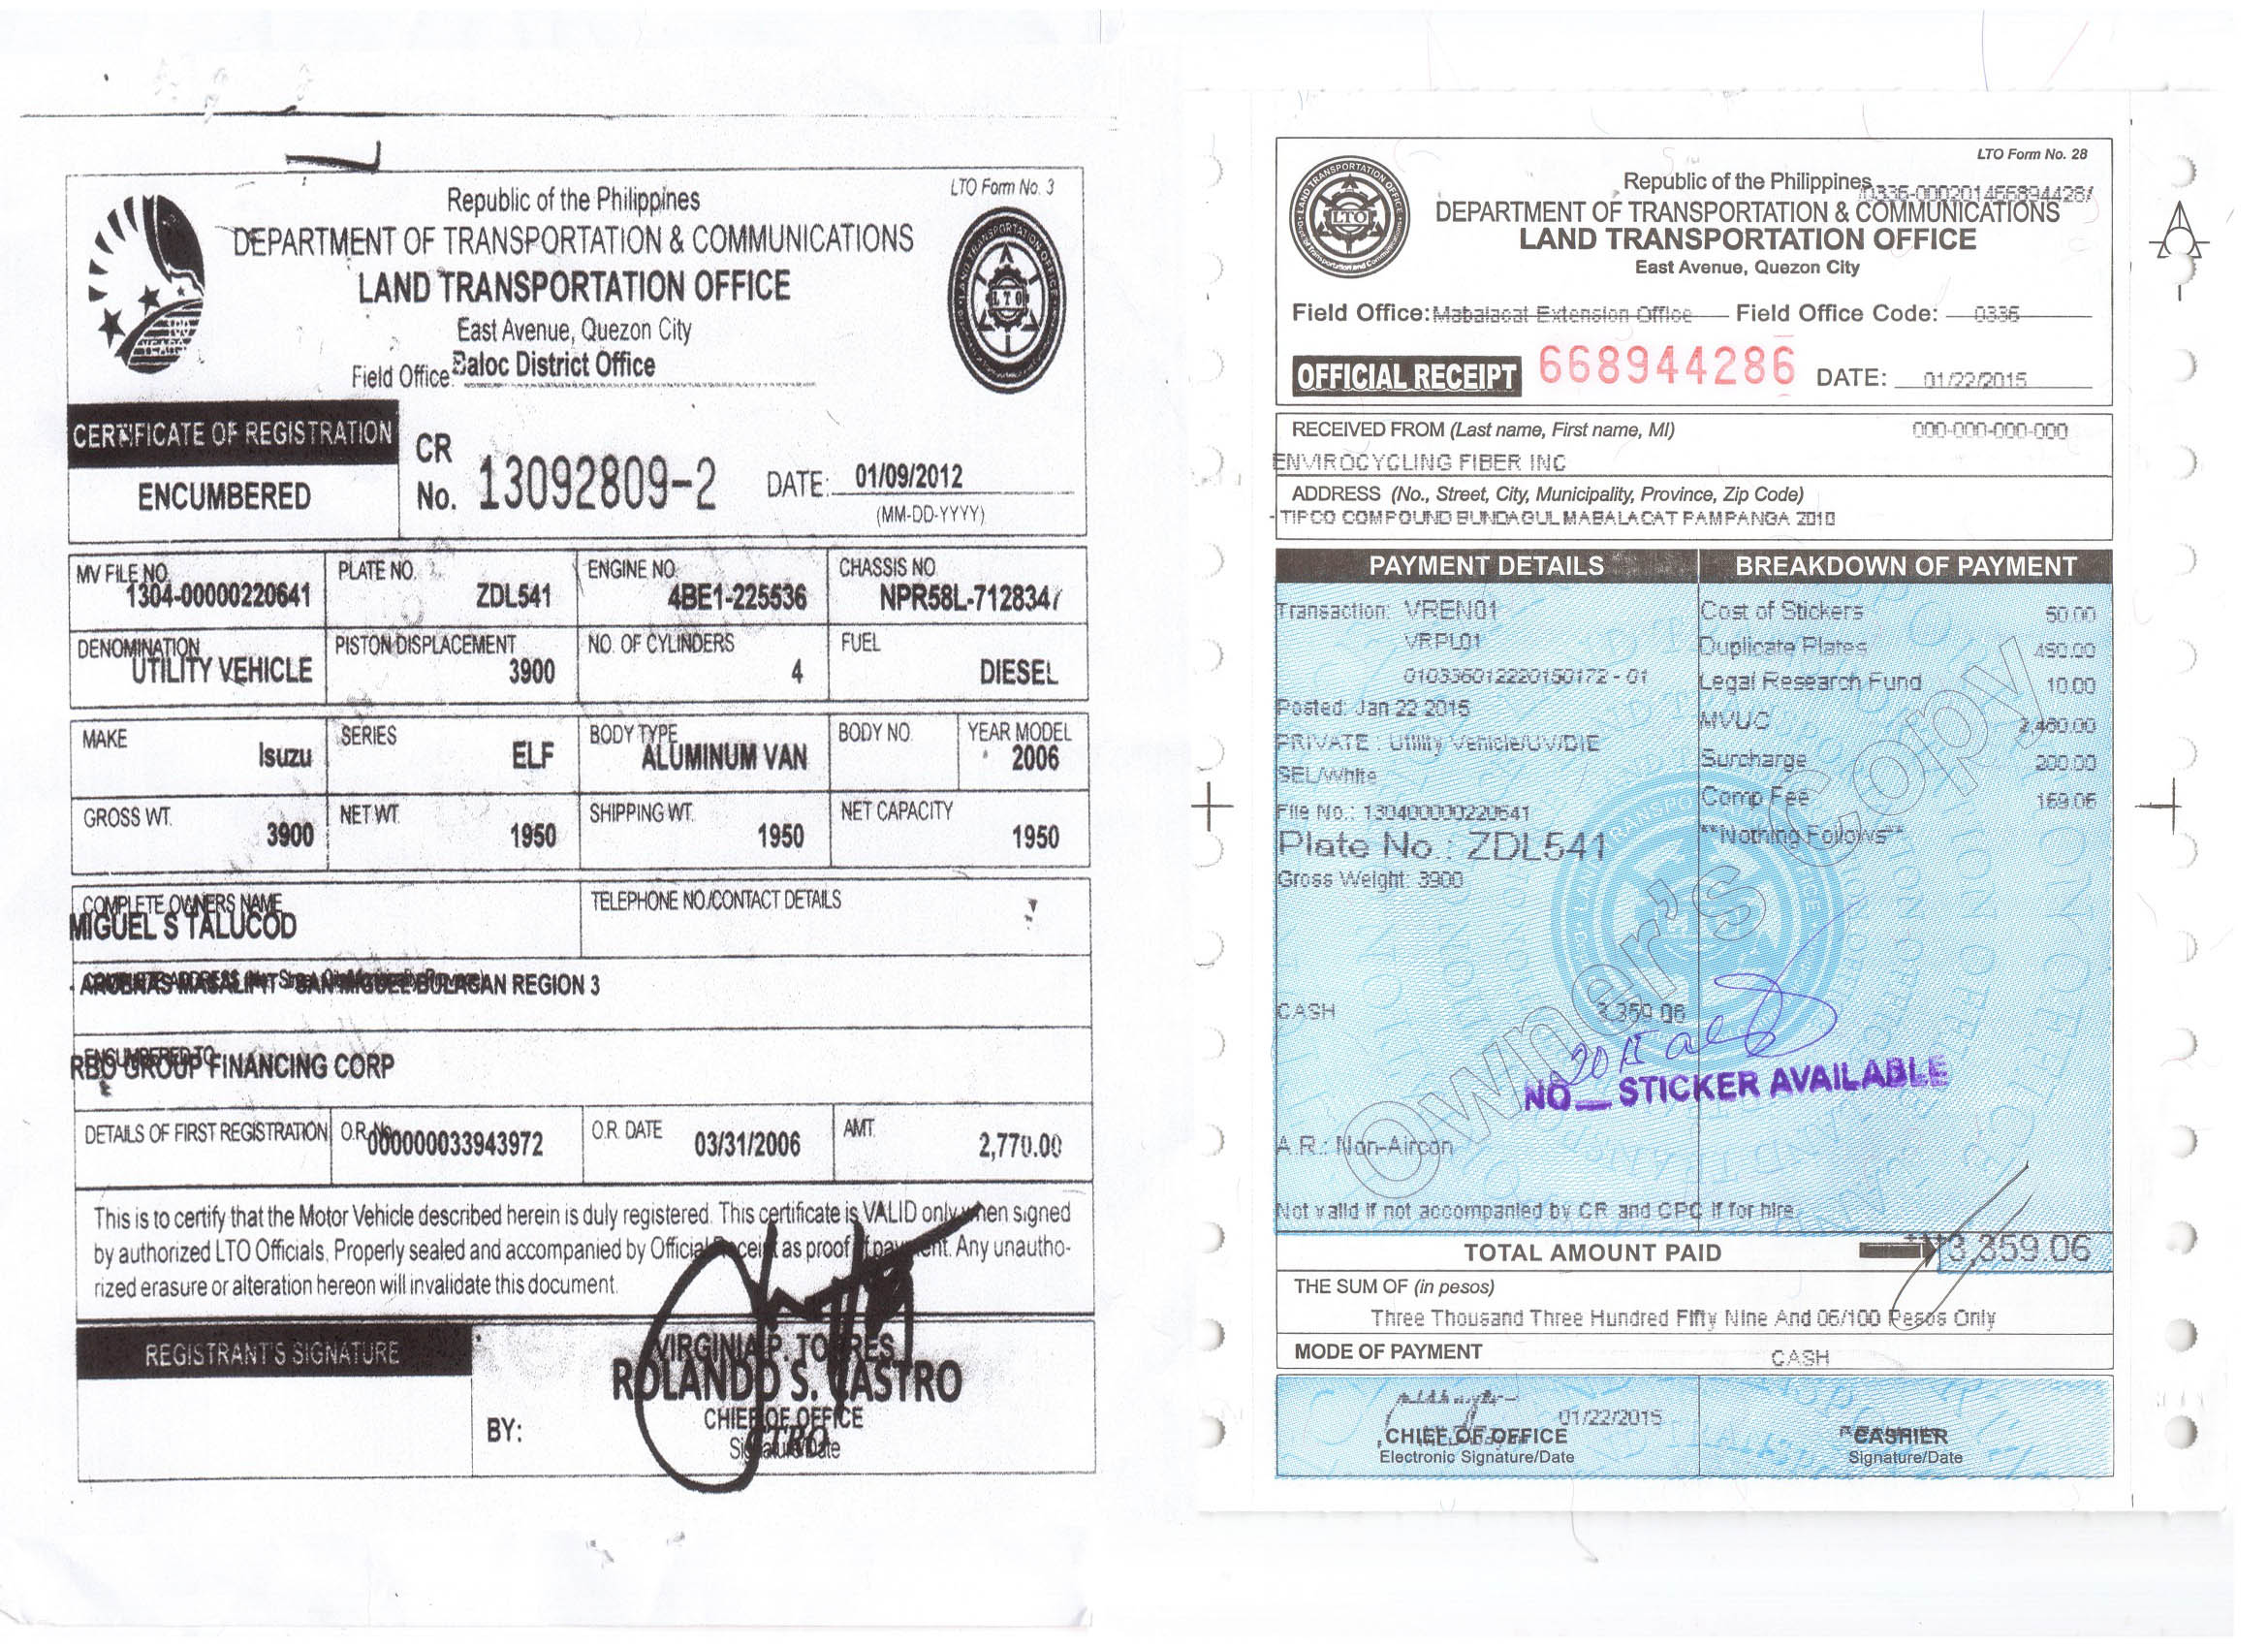 LTO Form No. 3
Republic of the Philippines
DEPARTMENT OF TRANSPORTATION & COMMUNICATIONS
LAND TRANSPORTATION OFFICE
East Avenue, Quezon City
Field Office Baloc District Office
100
YEARS
LAND TRANSPORTATION OFFICE
LTO
CERTIFICATE OF REGISTRATION
ENCUMBERED
CR No. 13092809-2
DATE: 01/09/2012
(MM-DD-YYYY)
MV FILE NO. PLATE NO. ENGINE NO. CHASSIS NO.
1304-00000220641 ZDL541 4BE1-225536 NPR58L-7128347
DENOMINATION PISTON DISPLACEMENT NO. OF CYLINDERS FUEL
UTILITY VEHICLE 3900 4 DIESEL
MAKE SERIES BODY TYPE BODY NO. YEAR MODEL
Isuzu ELF ALUMINUM VAN 2006
GROSS WT. NET WT. SHIPPING WT. NET CAPACITY
3900 1950 1950 1950
COMPLETE OWNERS NAME TELEPHONE NO./CONTACT DETAILS
MIGUEL S TALUCOD
COMPLETE ADDRESS
SAN MIGUEL BULACAN REGION 3
ENCUMBERED TO
RBO GROUP FINANCING CORP
DETAILS OF FIRST REGISTRATION O.R. No. O.R. DATE AMT.
000000033943972 03/31/2006 2,770.00
This is to certify that the Motor Vehicle described herein is duly registered. This certificate is VALID only when signed
by authorized LTO Officials, Properly sealed and accompanied by Official Receipt as proof of payment. Any unautho-
rized erasure or alteration hereon will invalidate this document.
REGISTRANT'S SIGNATURE
VIRGINIA P. TORRES
ROLANDO S. CASTRO
BY:
CHIEF OF OFFICE
Signature/Date
LTO Form No. 28
Republic of the Philippines
DEPARTMENT OF TRANSPORTATION & COMMUNICATIONS
LAND TRANSPORTATION OFFICE
East Avenue, Quezon City
LTO
Field Office: Mabalacat Extension Office Field Office Code: 0336
OFFICIAL RECEIPT 668944286 DATE: 01/22/2015
RECEIVED FROM (Last name, First name, MI) 000-000-000-000
ENVIROCYCLING FIBER INC
ADDRESS (No., Street, City, Municipality, Province, Zip Code)
- TIPCO COMPOUND BUNDAGUL MABALACAT PAMPANGA 2010
PAYMENT DETAILS BREAKDOWN OF PAYMENT
Transaction: VREN01 Cost of Stickers 50.00
VRPL01 Duplicate Plates 450.00
010336012220150172 - 01 Legal Research Fund 10.00
Posted: Jan 22 2015 MVUC 2,480.00
PRIVATE : Utility Vehicle/UV/DIE
SEL/White Surcharge 200.00
File No.: 130400000220641 Comp Fee 169.06
Plate No.: ZDL541 **Nothing Follows**
Gross Weight: 3900
Owner's Copy
CASH 3,359.06
NO STICKER AVAILABLE
A.R.: Non-Aircon
Not valid if not accompanied by CR and CPC if for hire
TOTAL AMOUNT PAID ***3,359.06
THE SUM OF (in pesos)
Three Thousand Three Hundred Fifty Nine And 06/100 Pesos Only
MODE OF PAYMENT CASH
01/22/2015
CHIEF OF OFFICE CASHIER
Electronic Signature/Date Signature/Date